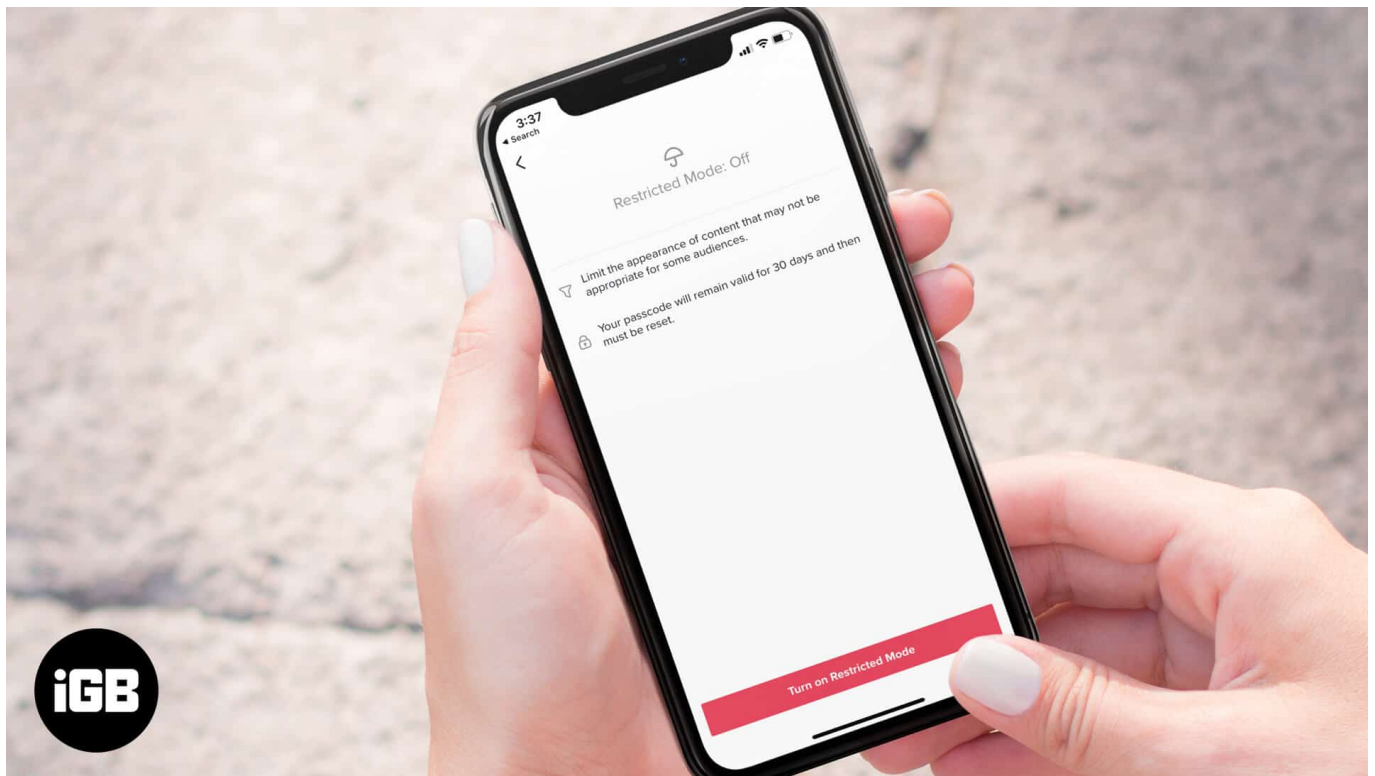 3:37
Search
Restricted Mode: Off
Limit the appearance of content that may not be
appropriate for some audiences.
Your passcode will remain valid for 30 days and then
must be reset.
Turn on Restricted Mode
iGB